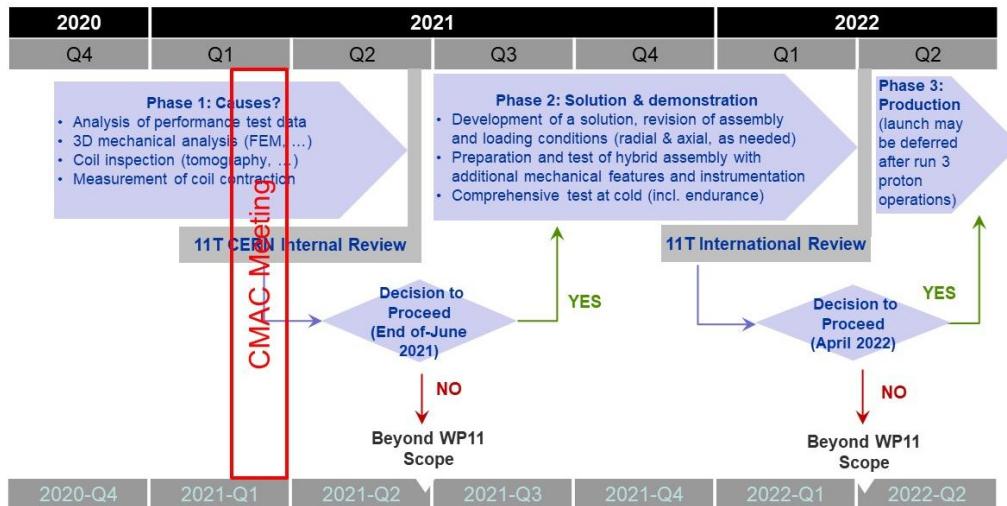 2020 2021 2022
Q4 Q1 Q2 Q3 Q4 Q1 Q2
Phase 1: Causes?
• Analysis of performance test data
• 3D mechanical analysis (FEM, …)
• Coil inspection (tomography, …)
• Measurement of coil contraction
CMAC Meeting
Phase 2: Solution & demonstration
• Development of a solution, revision of assembly
and loading conditions (radial & axial, as needed)
• Preparation and test of hybrid assembly with
additional mechanical features and instrumentation
• Comprehensive test at cold (incl. endurance)
Phase 3:
Production
(launch may
be deferred
after run 3
proton
operations)
11T CERN Internal Review
11T International Review
Decision to
Proceed
(End of-June
2021)
YES
NO
Beyond WP11
Scope
Decision to
Proceed
(April 2022)
YES
NO
Beyond WP11
Scope
2020-Q4 2021-Q1 2021-Q2 2021-Q3 2021-Q4 2022-Q1 2022-Q2